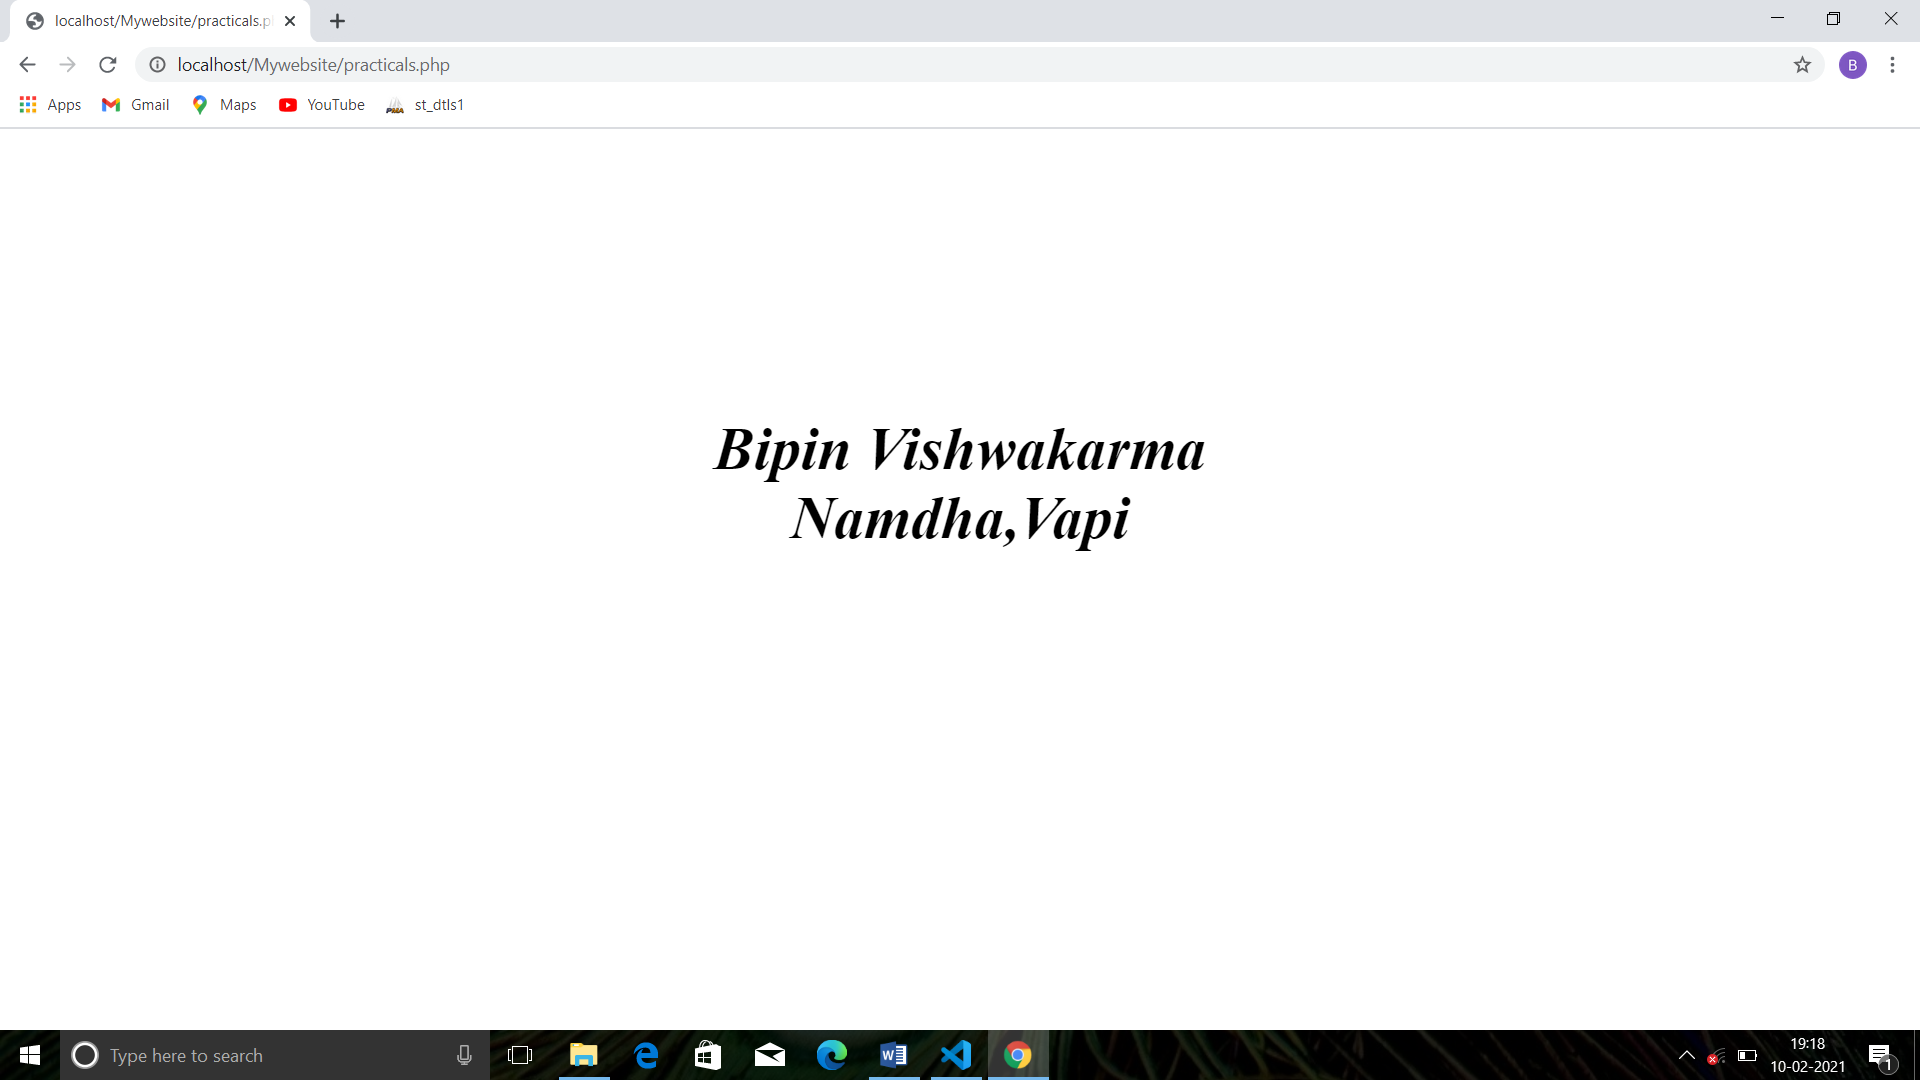 localhost/Mywebsite/practicals.p
localhost/Mywebsite/practicals.php
B
Apps
Gmail
Maps
YouTube
PMA
st_dtls1
Bipin Vishwakarma
Namdha,Vapi
Type here to search
W
19:18
10-02-2021
1